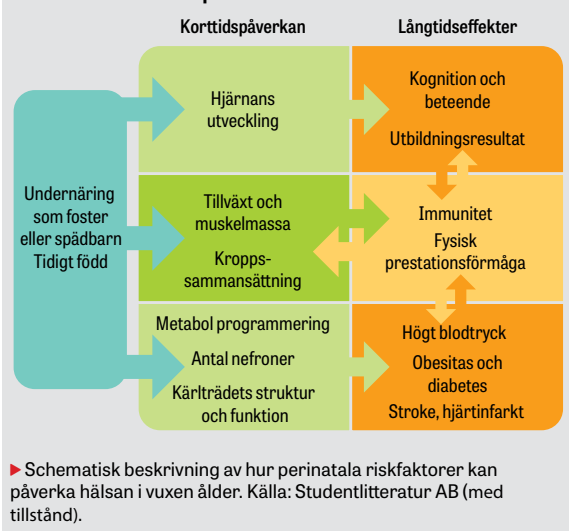 Korttidspåverkan
Långtidseffekter
Undernäring
som foster
eller spädbarn
Tidigt född
Hjärnans
utveckling
Kognition och
beteende
Utbildningsresultat
Tillväxt och
muskelmassa
Kropps-
sammansättning
Immunitet
Fysisk
prestationsförmåga
Metabol programmering
Antal nefroner
Kärlträdets struktur
och funktion
Högt blodtryck
Obesitas och
diabetes
Stroke, hjärtinfarkt
▶ Schematisk beskrivning av hur perinatala riskfaktorer kan
påverka hälsan i vuxen ålder. Källa: Studentlitteratur AB (med
tillstånd).